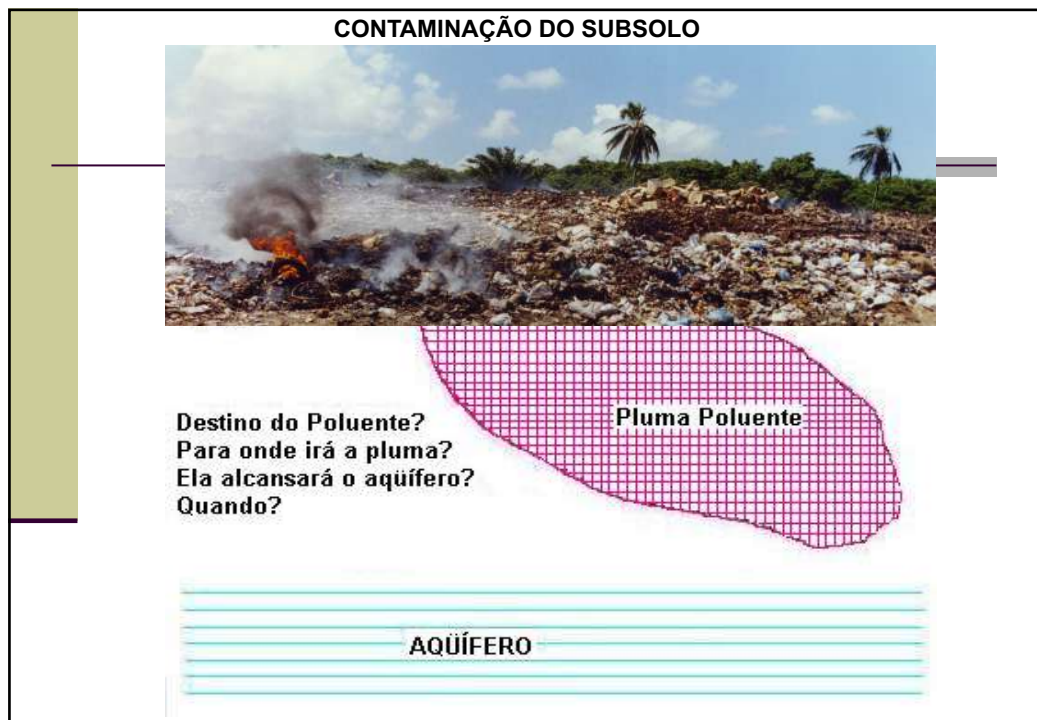 CONTAMINAÇÃO DO SUBSOLO
Pluma Poluente
Destino do Poluente?
Para onde irá a pluma?
Ela alcansará o aqüífero?
Quando?
AQÜÍFERO